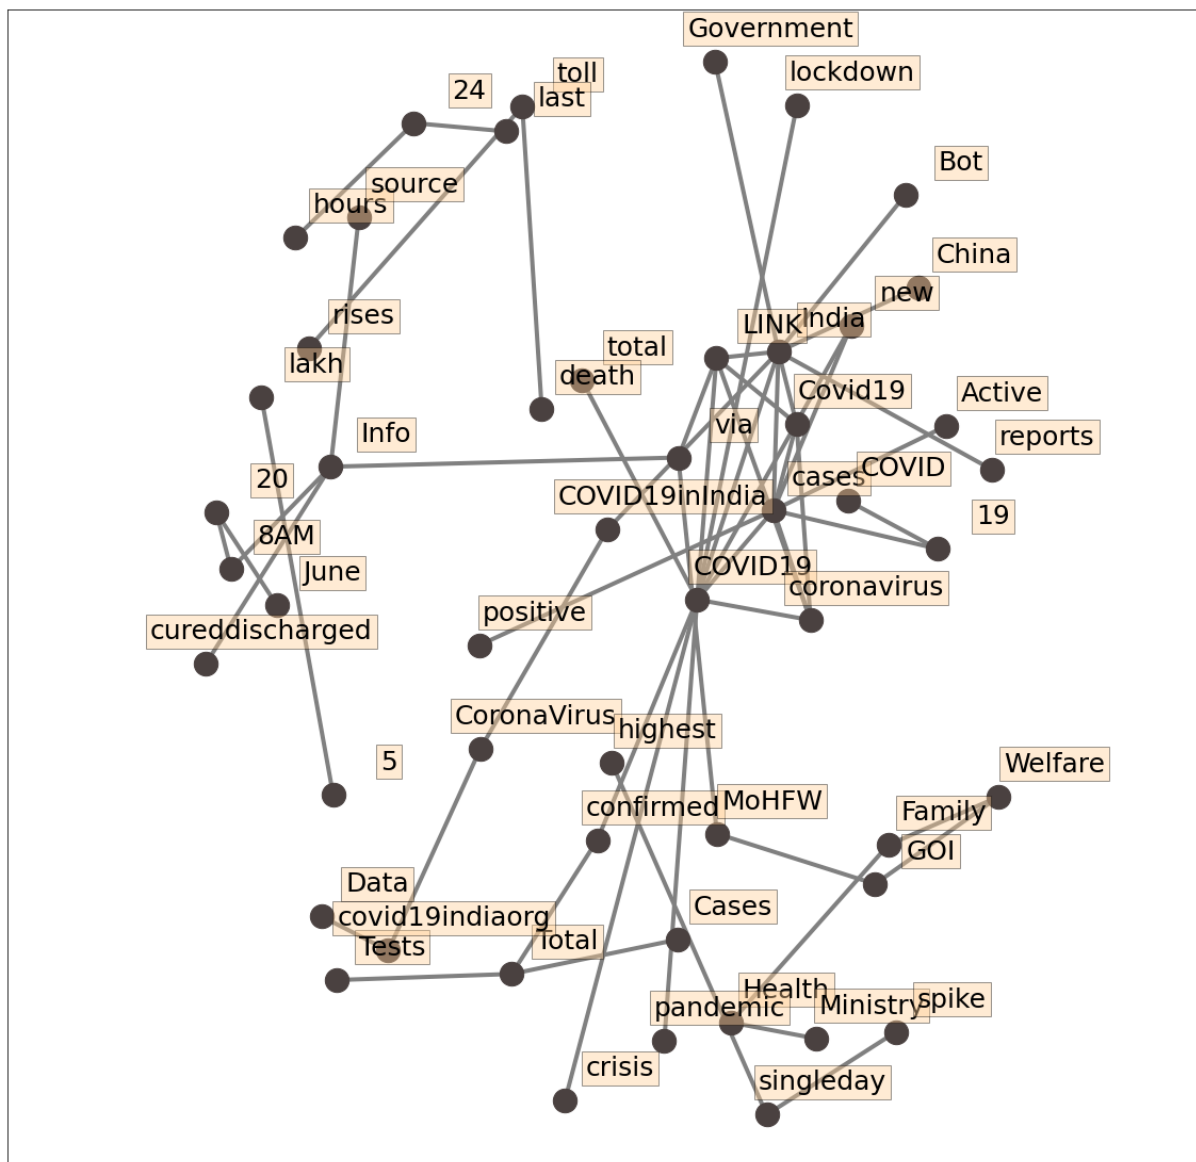 Government
toll
lockdown
24
last
Bot
source
hours
China
new
rises
LINK
India
total
lakh
death
Covid19
Active
via
Info
reports
COVID
cases
20
COVID19inIndia
19
8AM
COVID19
June
coronavirus
positive
cureddischarged
CoronaVirus
highest
5
Welfare
MoHFW
confirmed
Family
GOI
Data
Cases
covid19indiaorg
Total
Tests
Health
spike
pandemic
Ministry
crisis
singleday